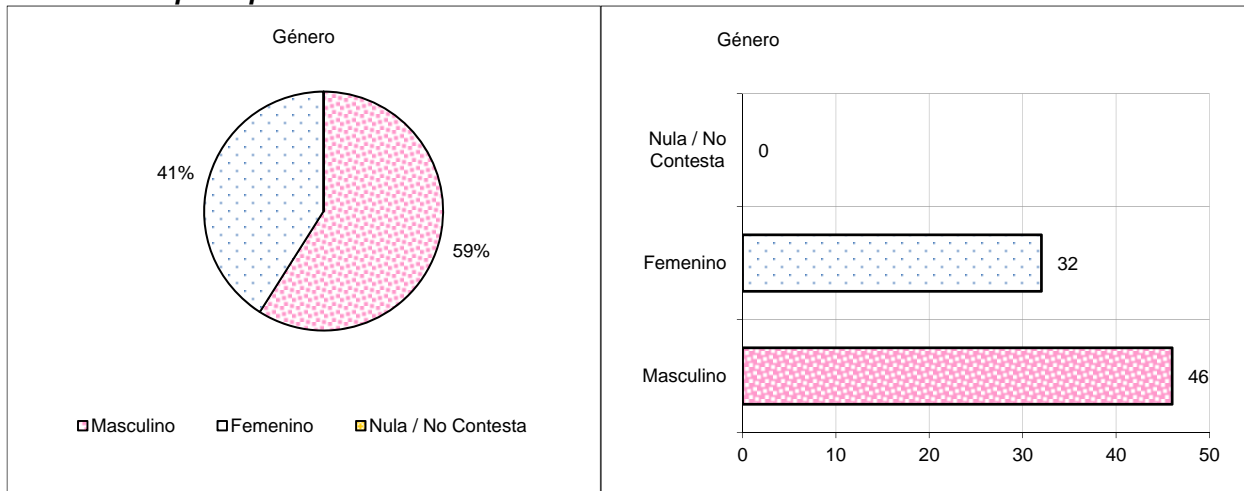 Género
41%
59%
Masculino Femenino Nula / No Contesta
Género
Nula / No
Contesta
0
Femenino
32
Masculino
46
0 10 20 30 40 50